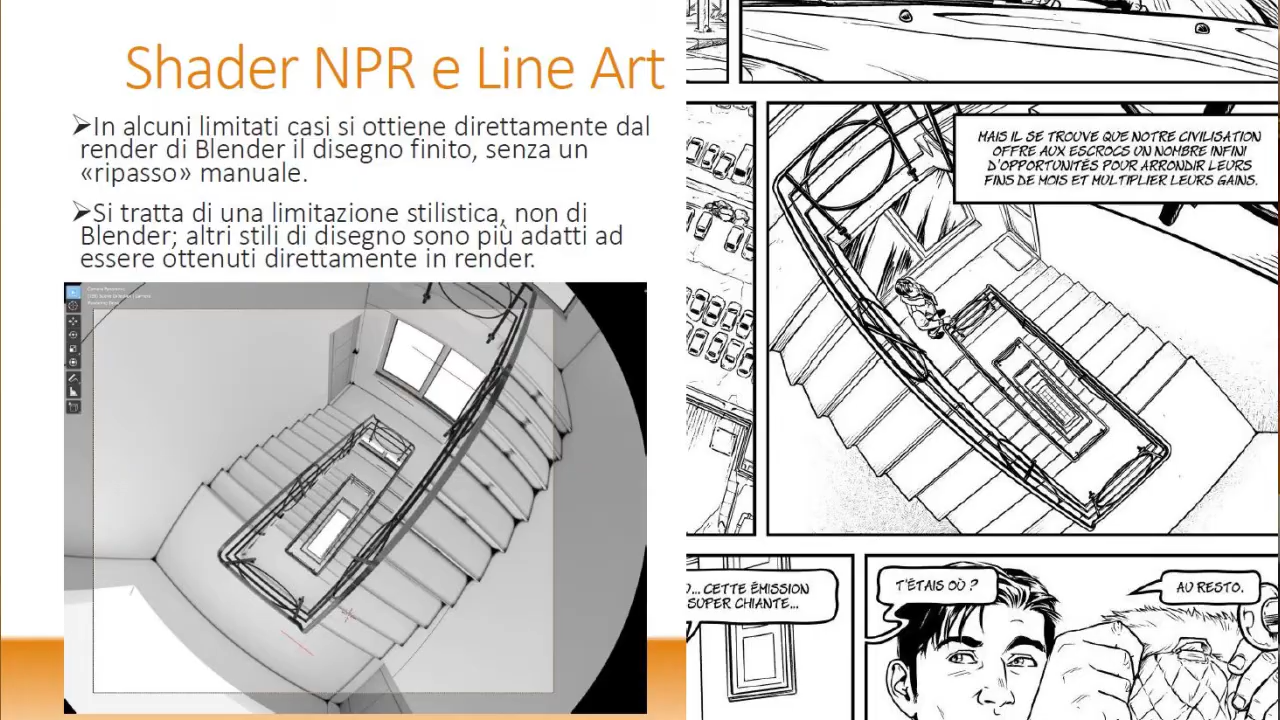 Shader NPR e Line Art
➢In alcuni limitati casi si ottiene direttamente dal
render di Blender il disegno finito, senza un
«ripasso» manuale.
➢Si tratta di una limitazione stilistica, non di
Blender; altri stili di disegno sono più adatti ad
essere ottenuti direttamente in render.
MAIS IL SE TROUVE QUE NOTRE CIVILISATION
OFFRE AUX ESCROCS UN NOMBRE INFINI
D'OPPORTUNITÉS POUR ARRONDIR LEURS
FINS DE MOIS ET MULTIPLIER LEURS GAINS.
... CETTE ÉMISSION
SUPER CHIANTE...
T'ÉTAIS OÙ ?
AU RESTO.